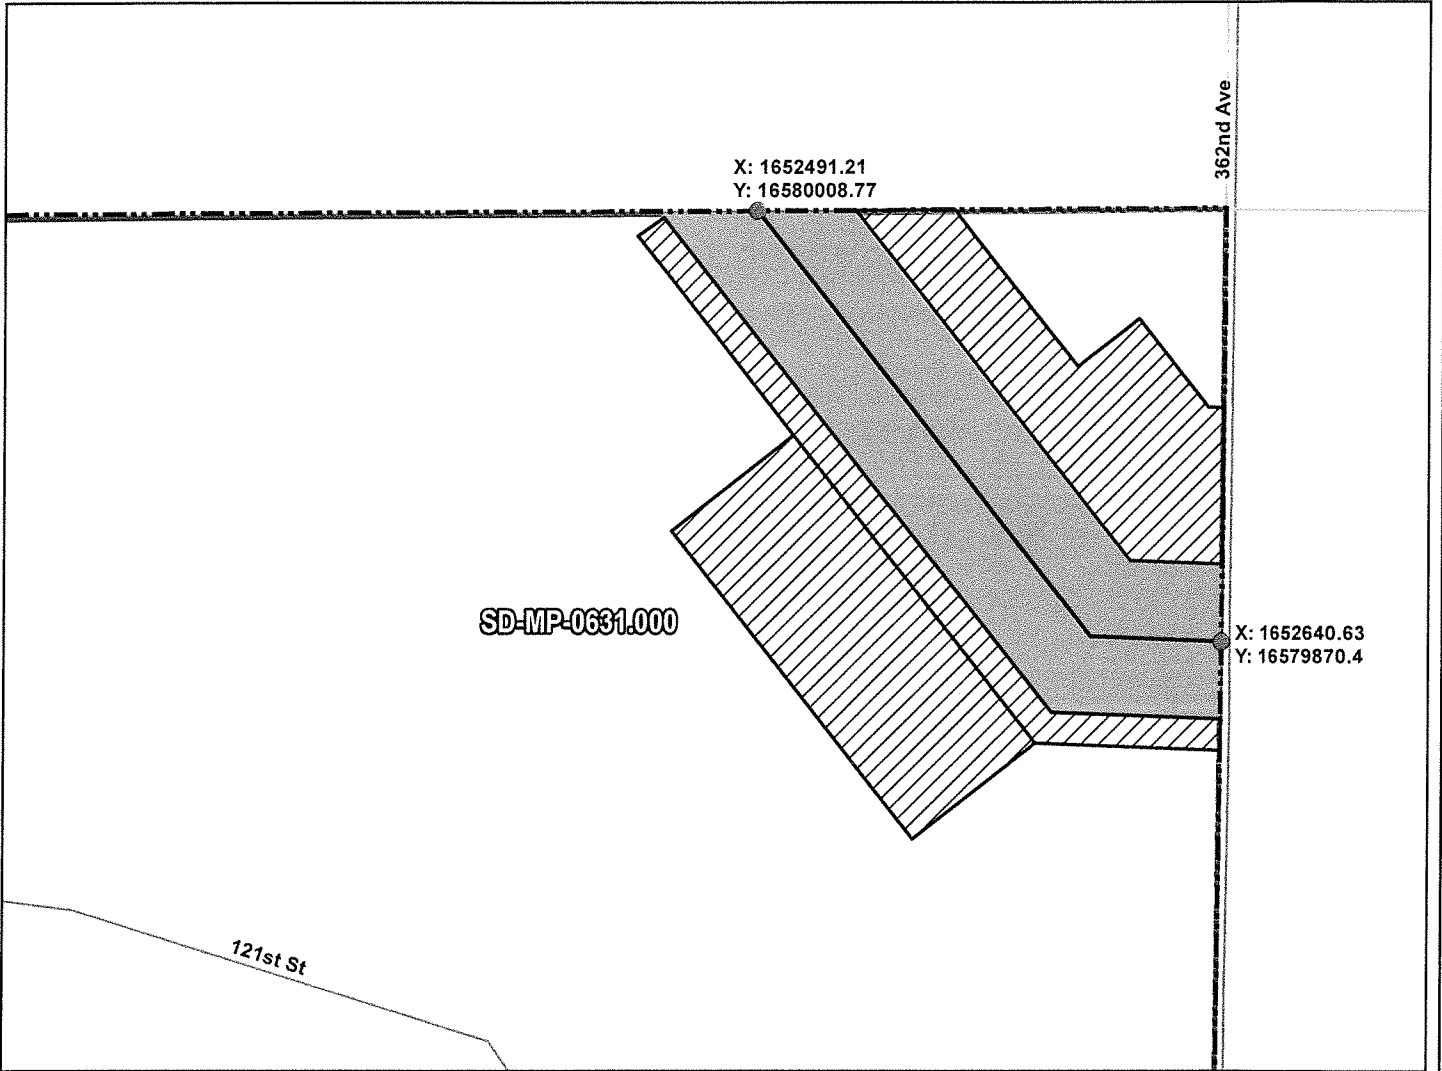 362nd Ave
X: 1652491.21
Y: 16580008.77
SD-MP-0631.000
X: 1652640.63
Y: 16579870.4
121st St